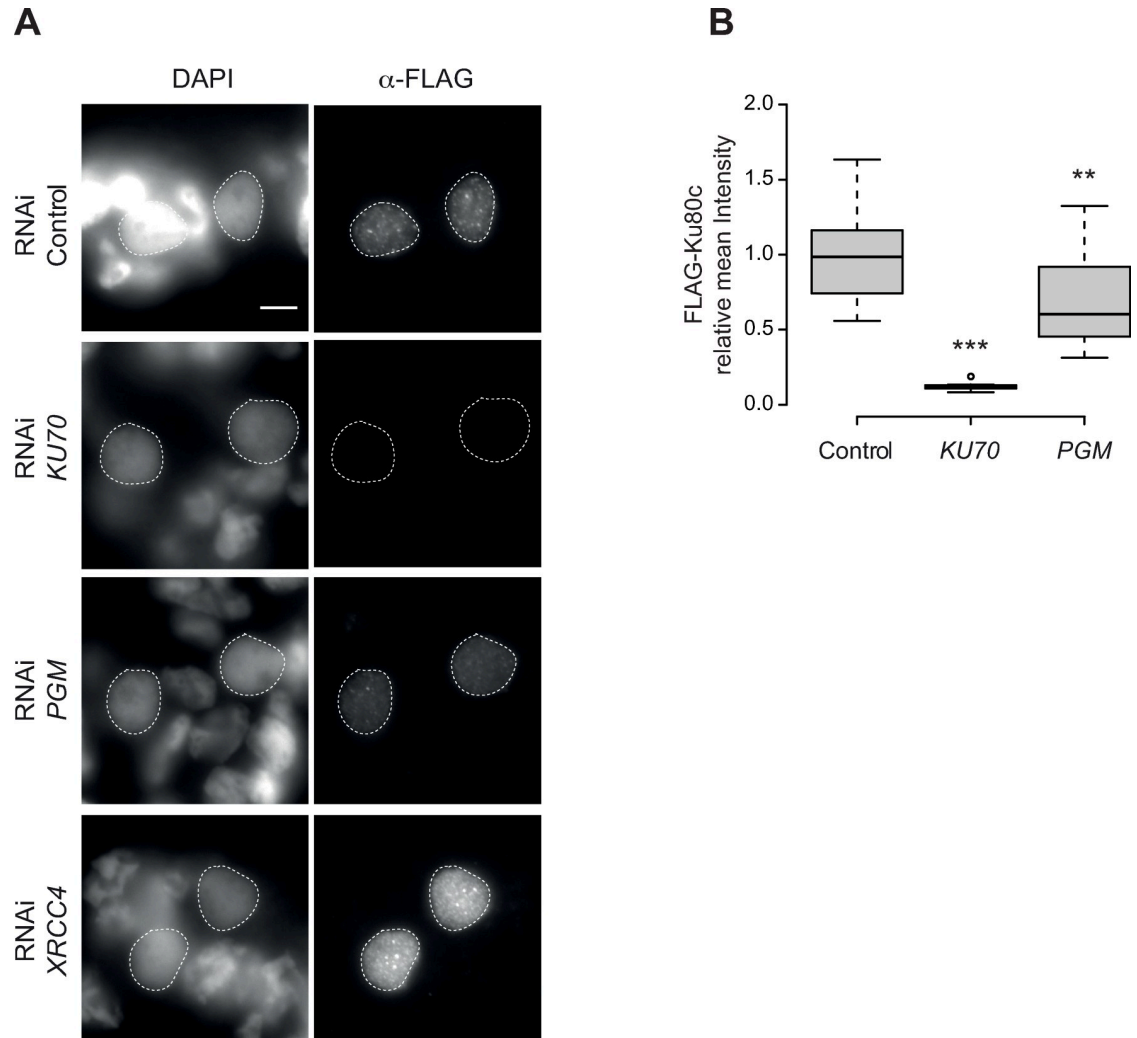 A
DAPI
α-FLAG
RNAi
Control
RNAi
KU70
RNAi
PGM
RNAi
XRCC4
B
FLAG-Ku80c
relative mean Intensity
2.0
1.5
1.0
0.5
0.0
**
***
Control
KU70
PGM